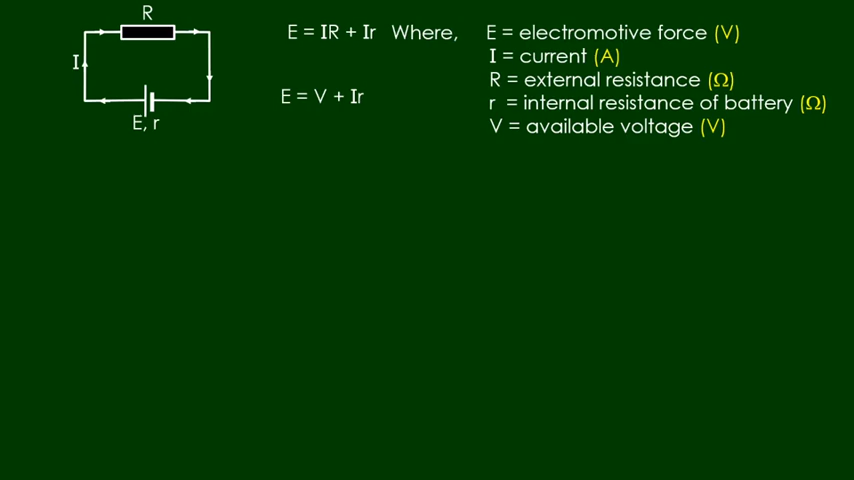 R
I
E, r
E = IR + Ir Where,
E = V + Ir
E = electromotive force (V)
I = current (A)
R = external resistance (Ω)
r = internal resistance of battery (Ω)
V = available voltage (V)